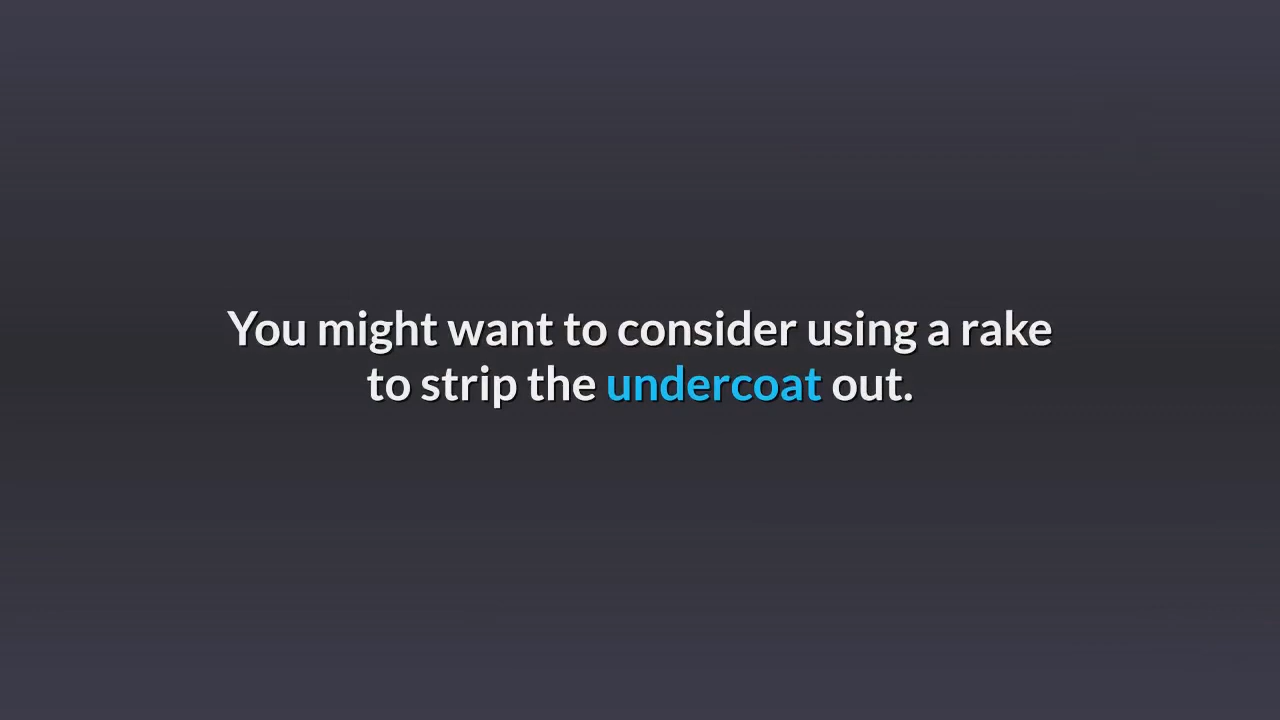 You might want to consider using a rake
to strip the undercoat out.